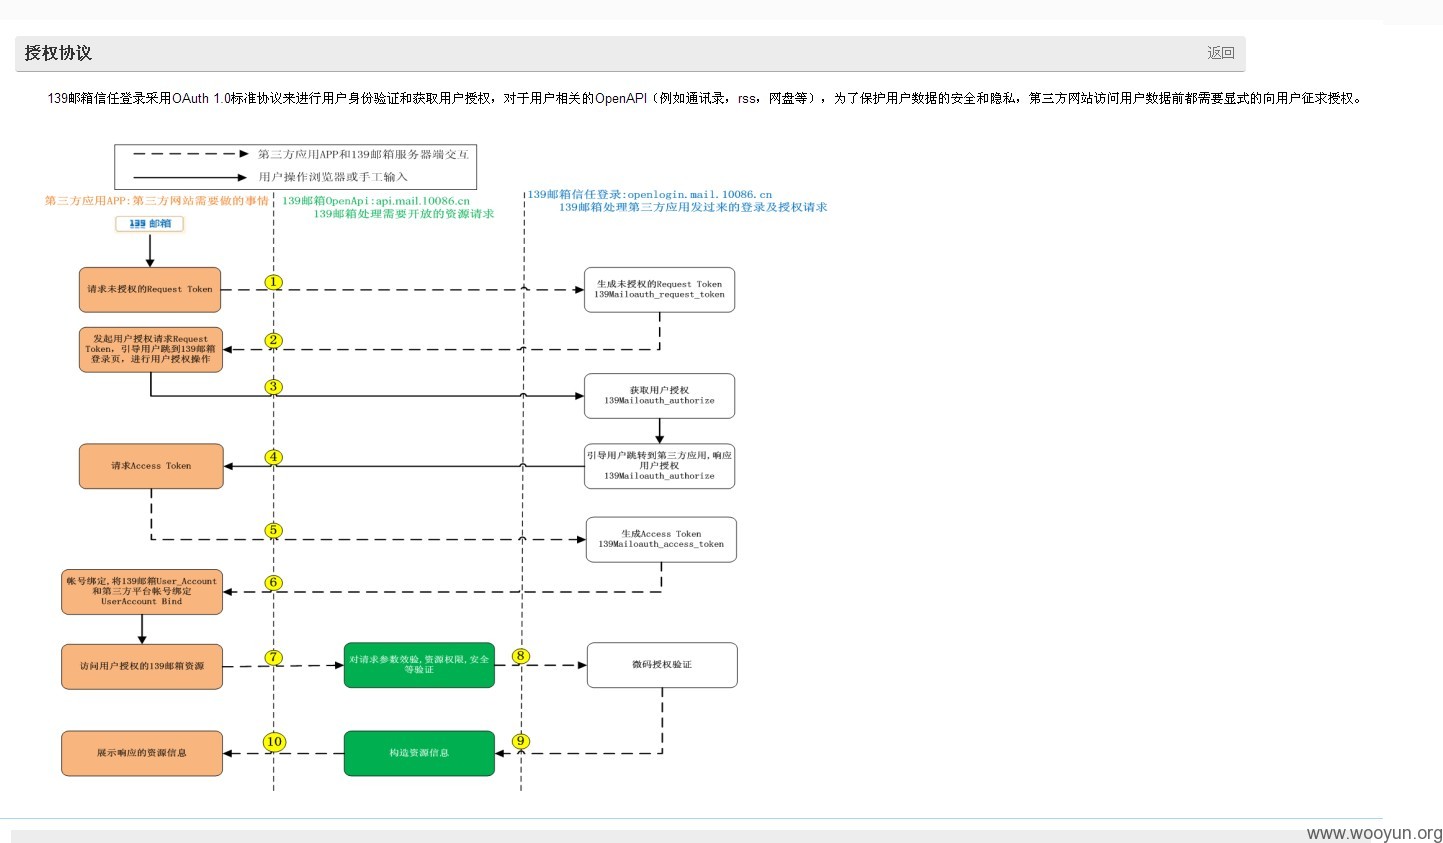 授权协议
返回
139邮箱信任登录采用OAuth 1.0标准协议来进行用户身份验证和获取用户授权，对于用户相关的OpenAPI（例如通讯录，rss，网盘等），为了保护用户数据的安全和隐私，第三方网站访问用户数据前都需要显式的向用户征求授权。
第三方应用APP和139邮箱服务器端交互
用户操作浏览器或手工输入
第三方应用APP:第三方网站需要做的事情
139邮箱OpenApi:api.mail.10086.cn
139邮箱处理需要开放的资源请求
139邮箱信任登录:openlogin.mail.10086.cn
139邮箱处理第三方应用发过来的登录及授权请求
139 邮箱
请求未授权的Request Token
1
生成未授权的Request Token
139Mailoauth_request_token
发起用户授权请求Request
Token，引导用户跳到139邮箱
登录页，进行用户授权操作
2
3
获取用户授权
139Mailoauth_authorize
请求Access Token
4
引导用户跳转到第三方应用,响应
用户授权
139Mailoauth_authorize
5
生成Access Token
139Mailoauth_access_token
帐号绑定,将139邮箱User_Account
和第三方平台帐号绑定
UserAccount Bind
6
访问用户授权的139邮箱资源
7
对请求参数效验,资源权限,安全
等验证
8
微码授权验证
展示响应的资源信息
10
构造资源信息
9
www.wooyun.org